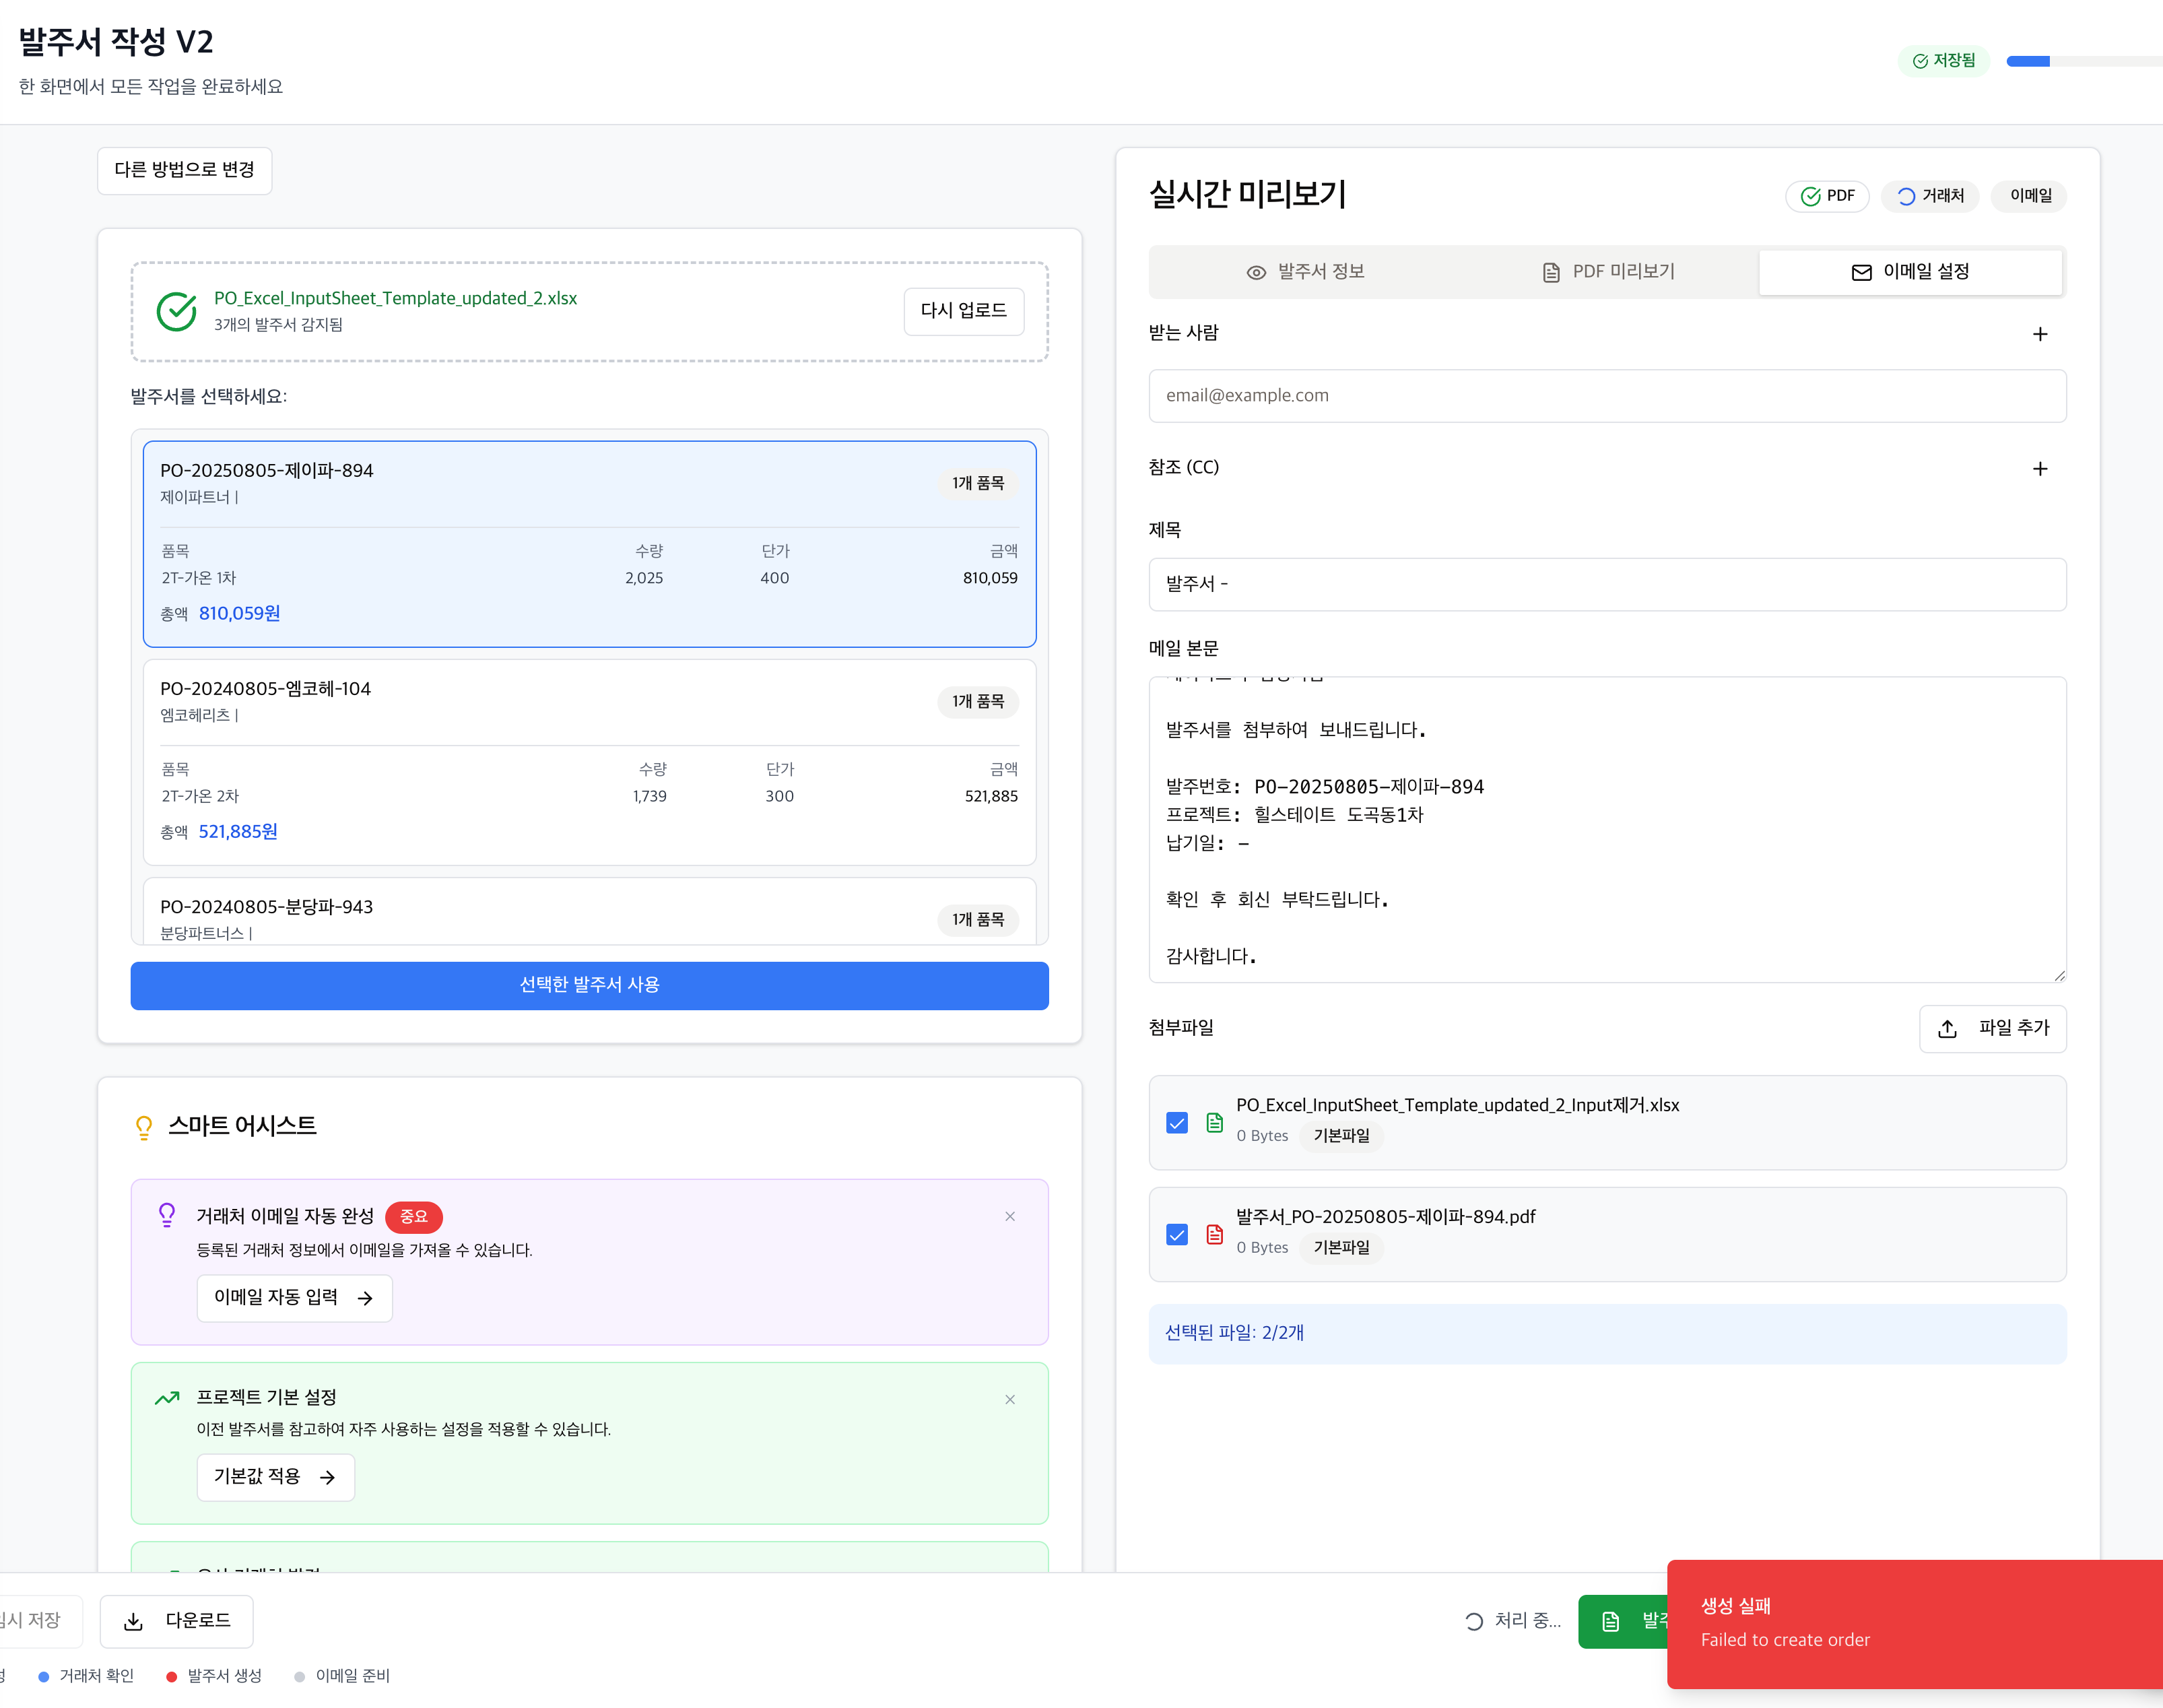 발주서 작성 V2
한 화면에서 모든 작업을 완료하세요
저장됨
다른 방법으로 변경
PO_Excel_InputSheet_Template_updated_2.xlsx
3개의 발주서 감지됨
다시 업로드
발주서를 선택하세요:
PO-20250805-제이파-894
제이파트너 |
1개 품목
품목 수량 단가 금액
2T-가온 1차 2,025 400 810,059
총액 810,059원
PO-20240805-엠코헤-104
엠코헤리츠 |
1개 품목
품목 수량 단가 금액
2T-가온 2차 1,739 300 521,885
총액 521,885원
PO-20240805-분당파-943
분당파트너스 |
1개 품목
선택한 발주서 사용
스마트 어시스트
거래처 이메일 자동 완성 중요
등록된 거래처 정보에서 이메일을 가져올 수 있습니다.
이메일 자동 입력
프로젝트 기본 설정
이전 발주서를 참고하여 자주 사용하는 설정을 적용할 수 있습니다.
기본값 적용
실시간 미리보기
PDF 거래처 이메일
발주서 정보 PDF 미리보기 이메일 설정
받는 사람
email@example.com
참조 (CC)
제목
발주서 -
메일 본문
발주서를 첨부하여 보내드립니다.
발주번호: PO-20250805-제이파-894
프로젝트: 힐스테이트 도곡동1차
납기일: -
확인 후 회신 부탁드립니다.
감사합니다.
첨부파일
파일 추가
PO_Excel_InputSheet_Template_updated_2_Input제거.xlsx
0 Bytes 기본파일
발주서_PO-20250805-제이파-894.pdf
0 Bytes 기본파일
선택된 파일: 2/2개
저장 다운로드
처리 중...
생성 실패
Failed to create order
거래처 확인 발주서 생성 이메일 준비